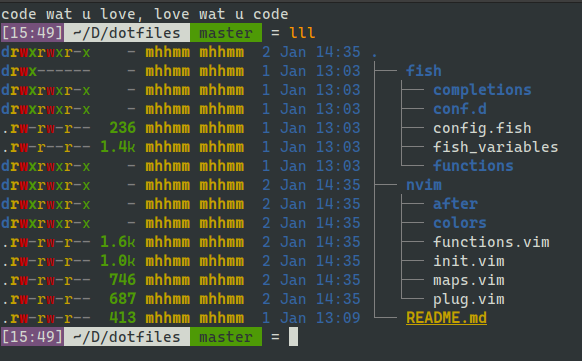 code wat u love, love wat u code
[15:49] ~/D/dotfiles master = lll
drwxrwxr-x - mhhmm mhhmm 2 Jan 14:35 .
drwx------ - mhhmm mhhmm 1 Jan 13:03 ├── fish
drwxrwxr-x - mhhmm mhhmm 1 Jan 13:03 │ ├── completions
drwxrwxr-x - mhhmm mhhmm 1 Jan 13:03 │ ├── conf.d
.rw-rw-r-- 236 mhhmm mhhmm 1 Jan 13:03 │ ├── config.fish
.rw-rw-r-- 1.4k mhhmm mhhmm 1 Jan 13:03 │ ├── fish_variables
drwxrwxr-x - mhhmm mhhmm 1 Jan 13:03 │ └── functions
drwxrwxr-x - mhhmm mhhmm 2 Jan 14:35 ├── nvim
drwxrwxr-x - mhhmm mhhmm 2 Jan 14:35 │ ├── after
drwxrwxr-x - mhhmm mhhmm 2 Jan 14:35 │ ├── colors
.rw-rw-r-- 1.6k mhhmm mhhmm 2 Jan 14:35 │ ├── functions.vim
.rw-rw-r-- 1.0k mhhmm mhhmm 2 Jan 14:35 │ ├── init.vim
.rw-rw-r-- 746 mhhmm mhhmm 2 Jan 14:35 │ ├── maps.vim
.rw-rw-r-- 687 mhhmm mhhmm 2 Jan 14:35 │ └── plug.vim
.rw-rw-r-- 413 mhhmm mhhmm 1 Jan 13:09 └── README.md
[15:49] ~/D/dotfiles master =